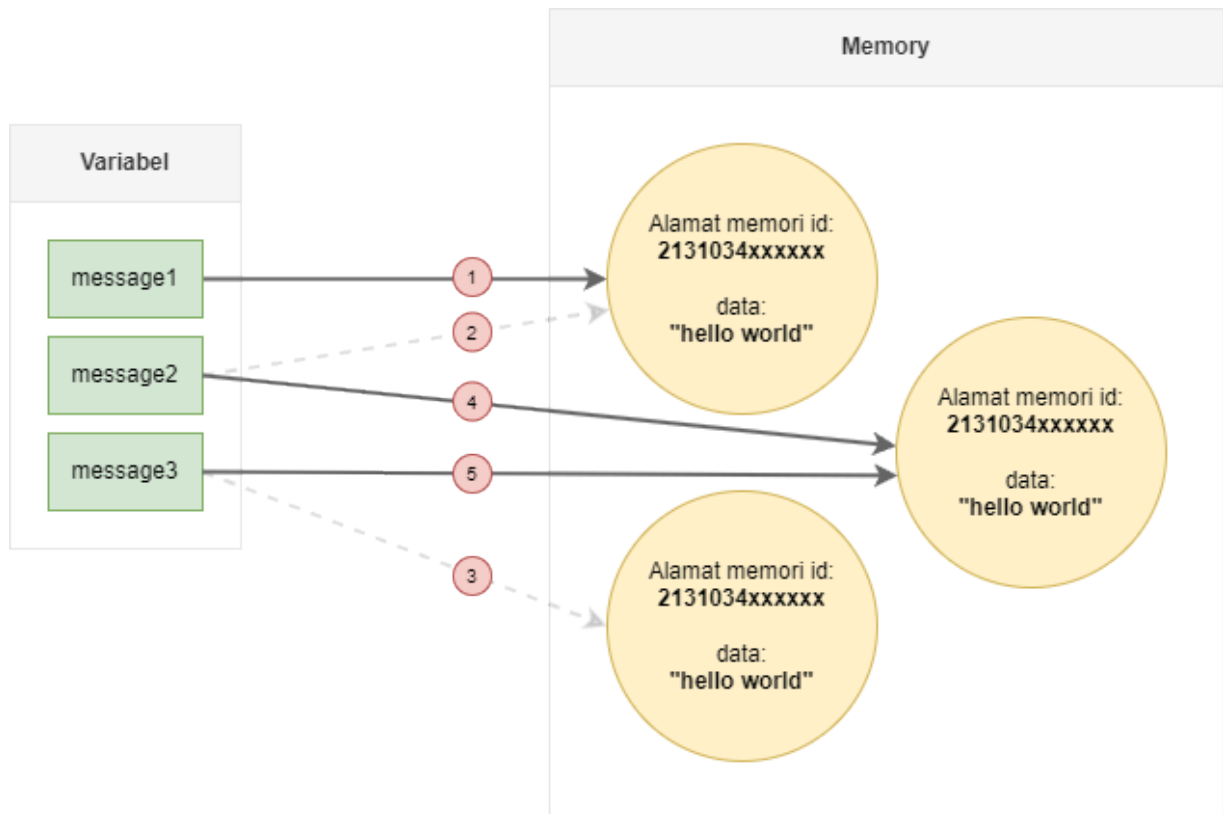 Memory
Variabel
message1
message2
message3
1
2
4
5
3
Alamat memori id:
2131034xxxxxx
data:
"hello world"
Alamat memori id:
2131034xxxxxx
data:
"hello world"
Alamat memori id:
2131034xxxxxx
data:
"hello world"